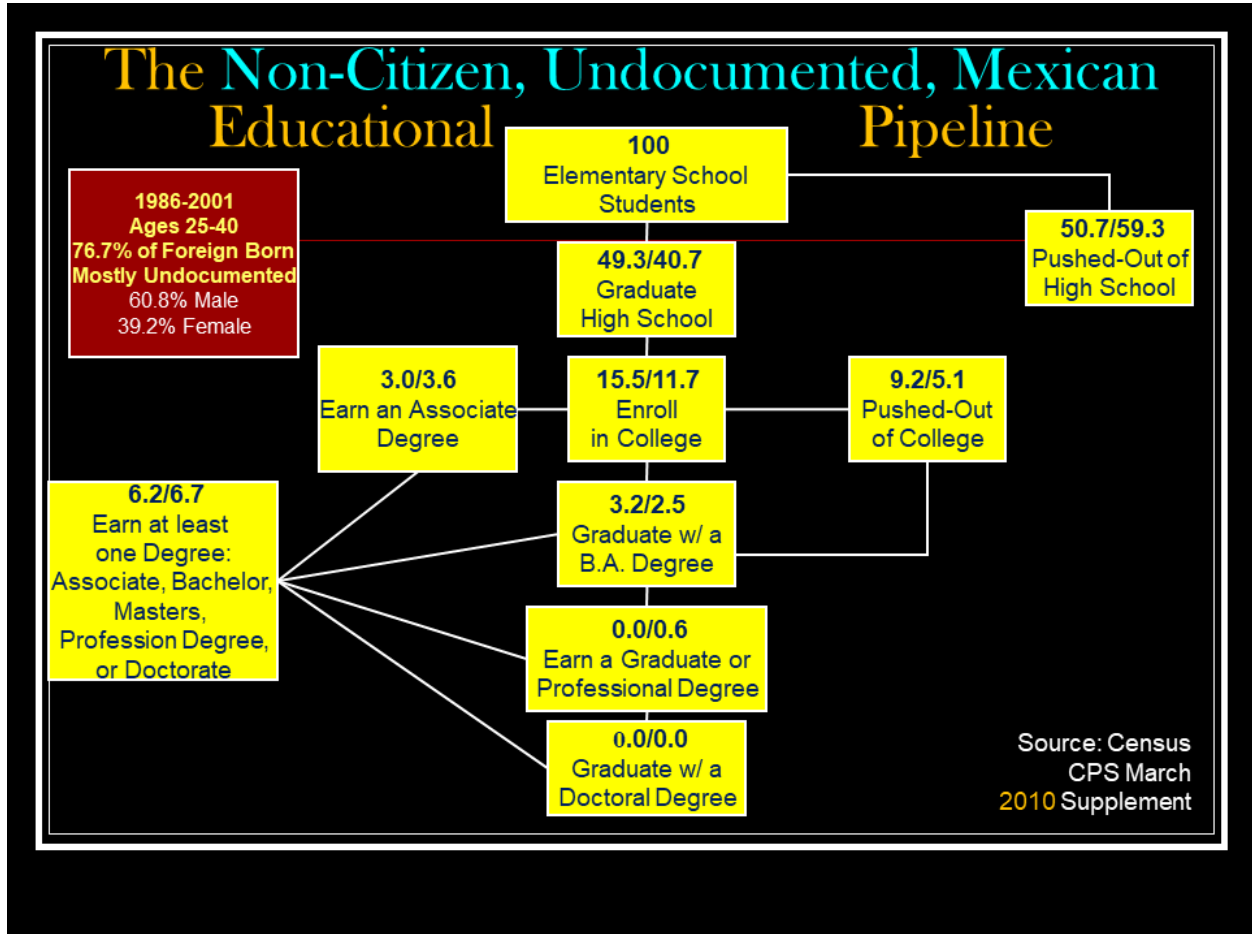 The Non-Citizen, Undocumented, Mexican
Educational Pipeline
100
Elementary School
Students
1986-2001
Ages 25-40
76.7% of Foreign Born
Mostly Undocumented
60.8% Male
39.2% Female
50.7/59.3
Pushed-Out of
High School
49.3/40.7
Graduate
High School
3.0/3.6
Earn an Associate
Degree
15.5/11.7
Enroll
in College
9.2/5.1
Pushed-Out
of College
6.2/6.7
Earn at least
one Degree:
Associate, Bachelor,
Masters,
Profession Degree,
or Doctorate
3.2/2.5
Graduate w/ a
B.A. Degree
0.0/0.6
Earn a Graduate or
Professional Degree
0.0/0.0
Graduate w/ a
Doctoral Degree
Source: Census
CPS March
2010 Supplement